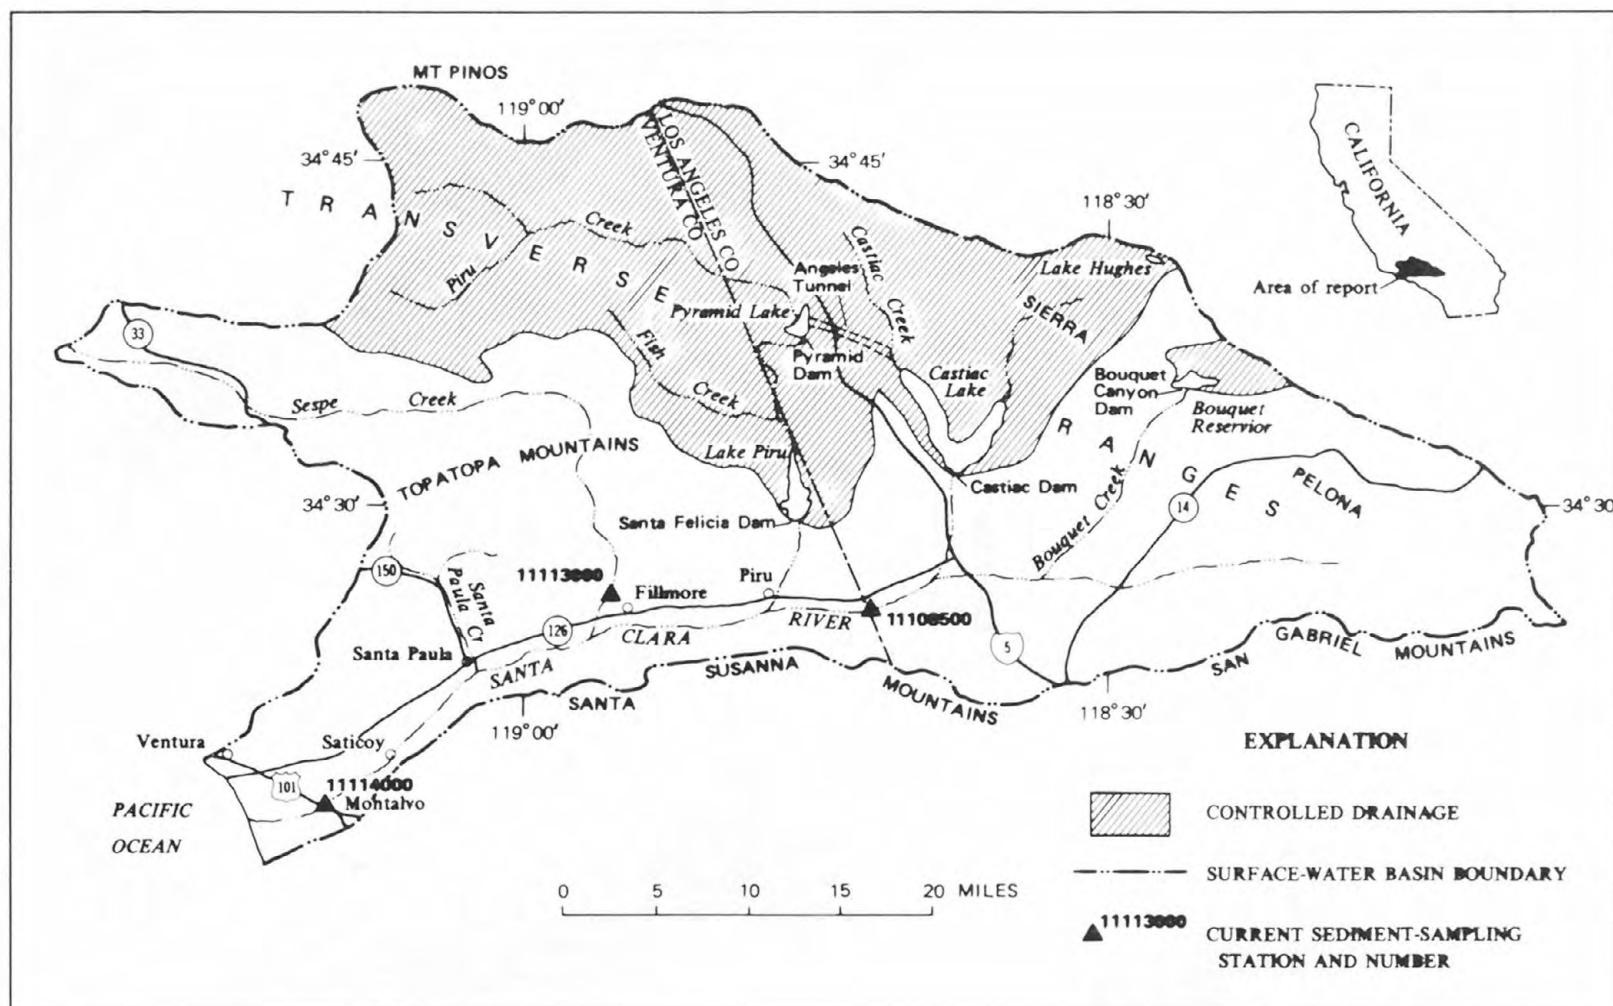 MT PINOS
119°00'
34°45'
34°45'
118°30'
TRANSVERSE
LOS ANGELES CO
VENTURA CO
CALIFORNIA
Area of report
Piru
Creek
Castiac
Creek
Angeles
Tunnel
Lake Hughes
SIERRA
Pyramid Lake
Pyramid
Dam
Fish
Creek
Castiac
Lake
33
Sespe
Creek
Bouquet
Canyon
Dam
Bouquet
Reservior
RANGES
PELONA
TOPATOPA MOUNTAINS
Lake Piru
Castiac Dam
Bouquet Creek
14
34°30'
34°30'
Santa Felicia Dam
150
Santa
Paula Cr
11113000
Fillmore
Piru
126
SANTA
CLARA
RIVER
11108500
5
Santa Paula
SANTA
SUSANNA
MOUNTAINS
SAN
GABRIEL
MOUNTAINS
119°00'
118°30'
Ventura
Saticoy
101
11114000
Montalvo
PACIFIC
OCEAN
0 5 10 15 20 MILES
EXPLANATION
CONTROLLED DRAINAGE
SURFACE-WATER BASIN BOUNDARY
11113000
CURRENT SEDIMENT-SAMPLING
STATION AND NUMBER